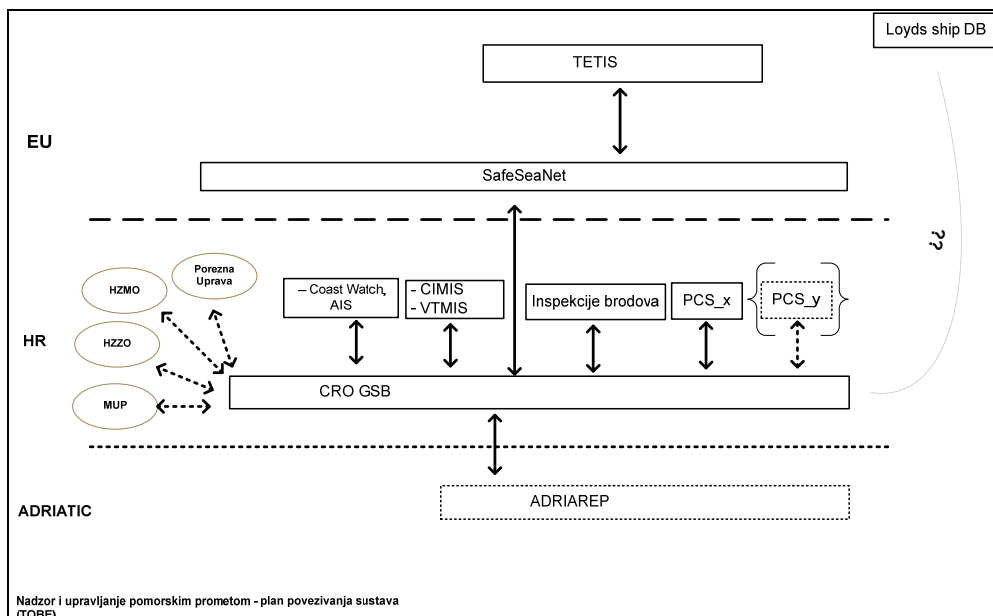 Loyds ship DB
TETIS
EU
SafeSeaNet
??
Porezna
Uprava
HZMO
– Coast Watch,
AIS
- CIMIS
- VTMIS
Inspekcije brodova
PCS_x
PCS_y
HR
HZZO
CRO GSB
MUP
ADRIAREP
ADRIATIC
Nadzor i upravljanje pomorskim prometom - plan povezivanja sustava
(TOBE)